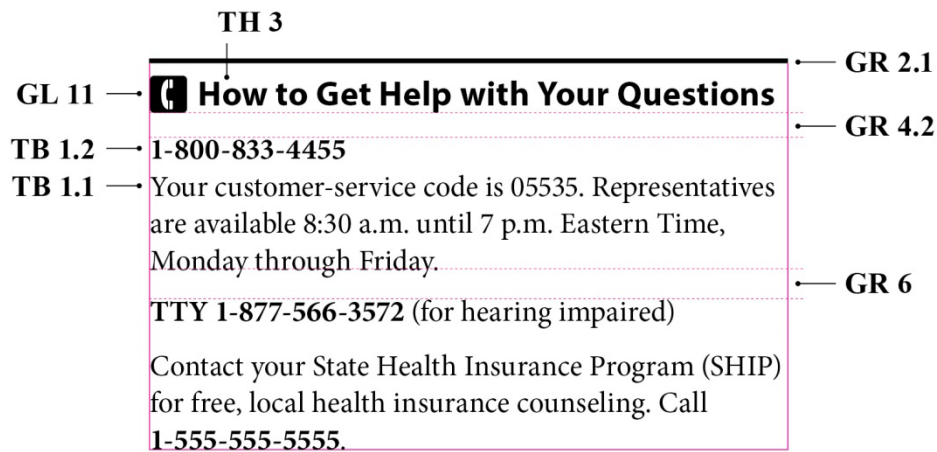 TH 3
GR 2.1
GL 11 How to Get Help with Your Questions
GR 4.2
TB 1.2 1-800-833-4455
TB 1.1 Your customer-service code is 05535. Representatives
are available 8:30 a.m. until 7 p.m. Eastern Time,
Monday through Friday.
GR 6
TTY 1-877-566-3572 (for hearing impaired)
Contact your State Health Insurance Program (SHIP)
for free, local health insurance counseling. Call
1-555-555-5555.